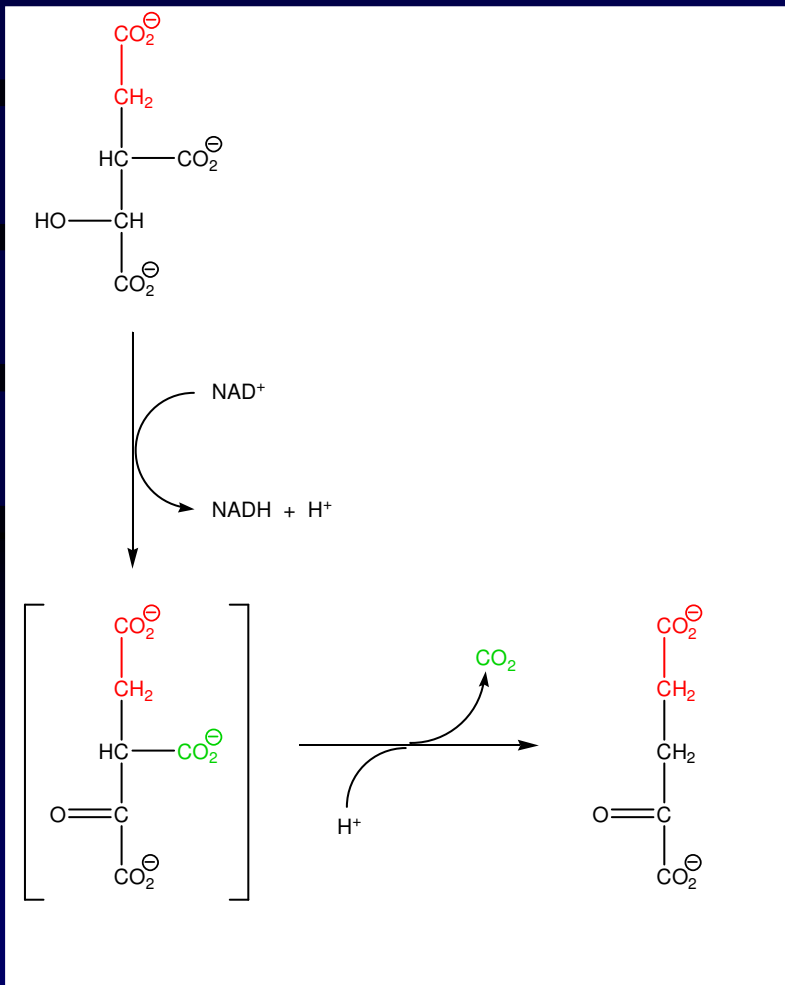 CO₂⊖
CH₂
HC CO₂⊖
HO CH
CO₂⊖
NAD⁺
NADH + H⁺
CO₂⊖ CO₂⊖
CO₂
CH₂ CH₂
HC CO₂⊖ CH₂
O C O C
H⁺
CO₂⊖ CO₂⊖